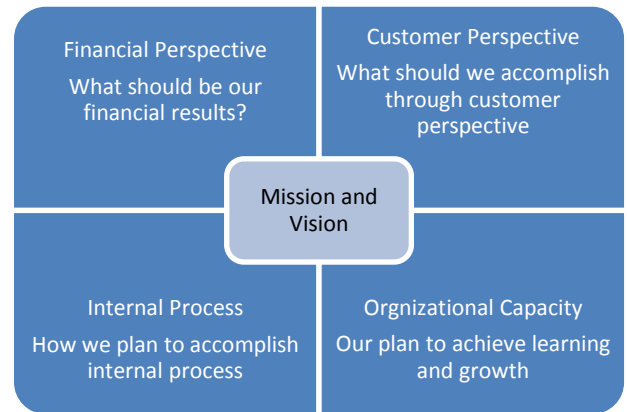 Financial Perspective
What should be our
financial results?
Customer Perspective
What should we accomplish
through customer
perspective
Mission and
Vision
Internal Process
How we plan to accomplish
internal process
Orgnizational Capacity
Our plan to achieve learning
and growth